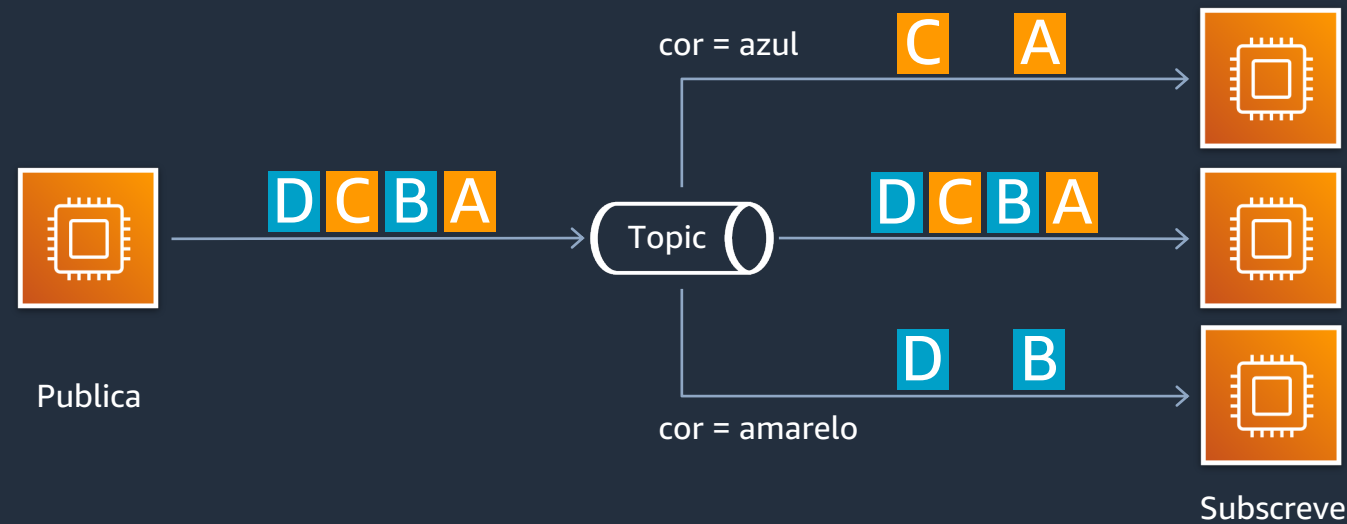 cor = azul
C A
D C B A
Topic
D C B A
D B
Publica
cor = amarelo
Subscreve